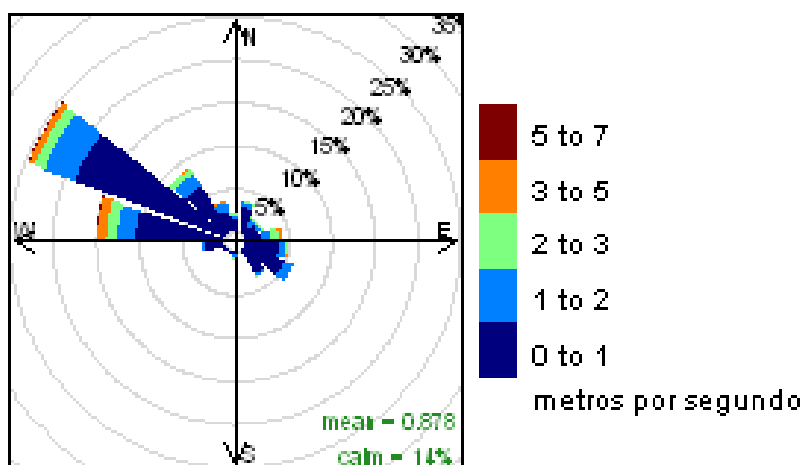 N
35%
30%
25%
20%
15%
10%
5%
W
E
S
mean = 0.878
calm = 14%
5 to 7
3 to 5
2 to 3
1 to 2
0 to 1
metros por segundo